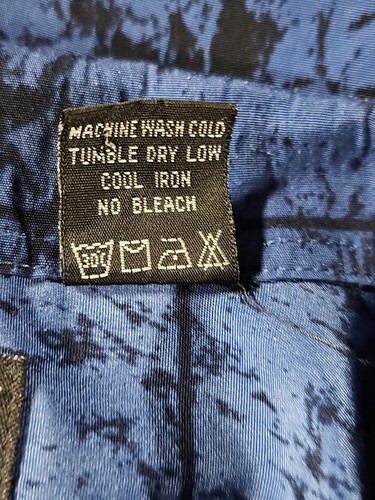 MACHINE WASH COLD
TUMBLE DRY LOW
COOL IRON
NO BLEACH
30